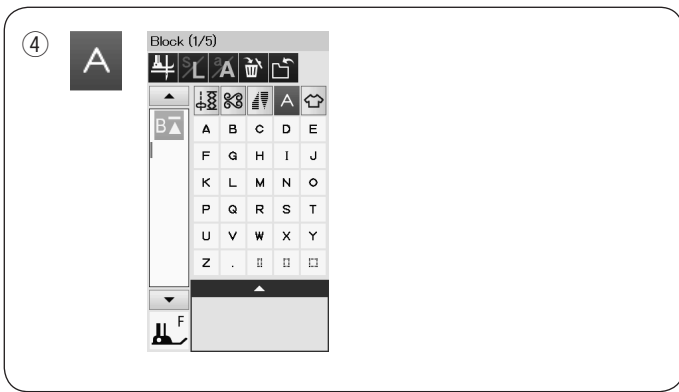 ④
A
Block (1/5)
S/L a/A
A
B
A B C D E
F G H I J
K L M N O
P Q R S T
U V W X Y
Z .
F